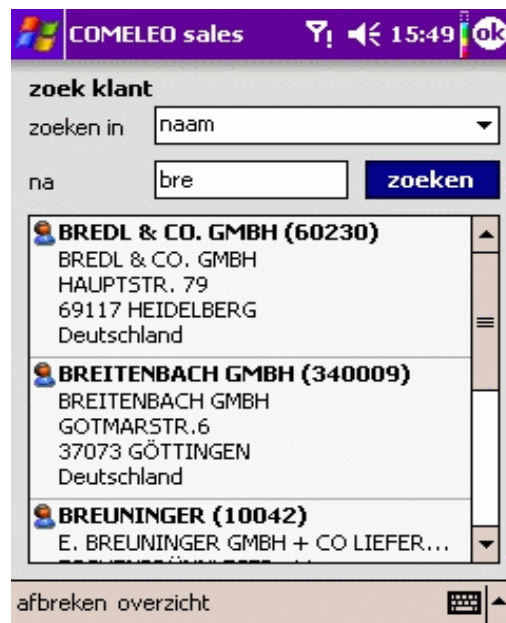 COMELEO sales 15:49 ok
zoek klant
zoeken in naam
na bre zoeken
BREDL & CO. GMBH (60230)
BREDL & CO. GMBH
HAUPTSTR. 79
69117 HEIDELBERG
Deutschland
BREITENBACH GMBH (340009)
BREITENBACH GMBH
GOTMARSTR.6
37073 GÖTTINGEN
Deutschland
BREUNINGER (10042)
E. BREUNINGER GMBH + CO LIEFER...
afbreken overzicht